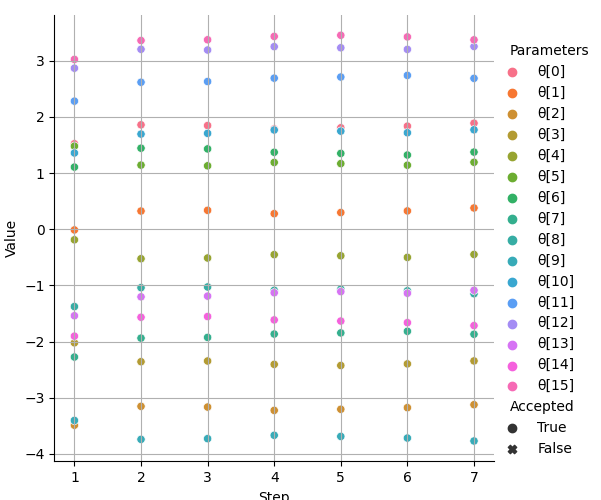 3
2
1
0
−1
−2
−3
−4
Value
1 2 3 4 5 6 7
Step
Parameters
θ[0]
θ[1]
θ[2]
θ[3]
θ[4]
θ[5]
θ[6]
θ[7]
θ[8]
θ[9]
θ[10]
θ[11]
θ[12]
θ[13]
θ[14]
θ[15]
Accepted
True
False